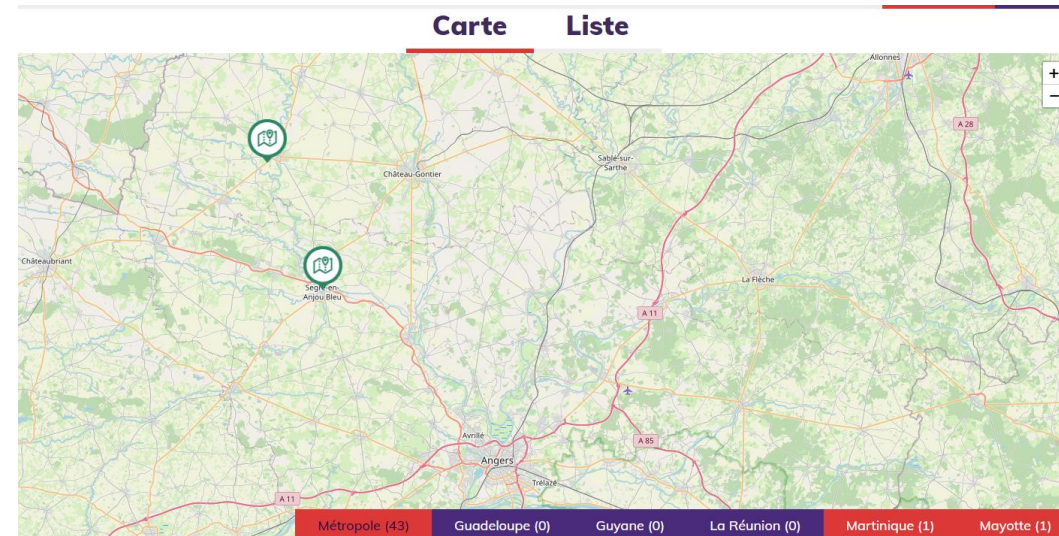 Carte Liste
Allonnes
+
−
A 28
Sablé-sur-
Sarthe
Château-Gontier
Châteaubriant
Segré-en-
Anjou Bleu
La Flèche
A 11
Avrillé
A 85
Angers
Trélazé
A 11
Métropole (43) Guadeloupe (0) Guyane (0) La Réunion (0) Martinique (1) Mayotte (1)